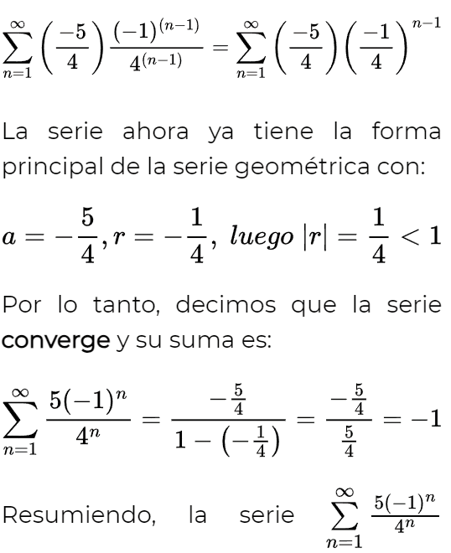 $$\sum_{n=1}^{\infty} \left( \frac{-5}{4} \right) \frac{(-1)^{(n-1)}}{4^{(n-1)}} = \sum_{n=1}^{\infty} \left( \frac{-5}{4} \right) \left( \frac{-1}{4} \right)^{n-1}$$
La serie ahora ya tiene la forma
principal de la serie geométrica con:
$$a = -\frac{5}{4}, r = -\frac{1}{4}, \ luego \ |r| = \frac{1}{4} < 1$$
Por lo tanto, decimos que la serie
converge y su suma es:
$$\sum_{n=1}^{\infty} \frac{5(-1)^n}{4^n} = \frac{-\frac{5}{4}}{1 - \left( -\frac{1}{4} \right)} = \frac{-\frac{5}{4}}{\frac{5}{4}} = -1$$
Resumiendo, la serie $\sum_{n=1}^{\infty} \frac{5(-1)^n}{4^n}$